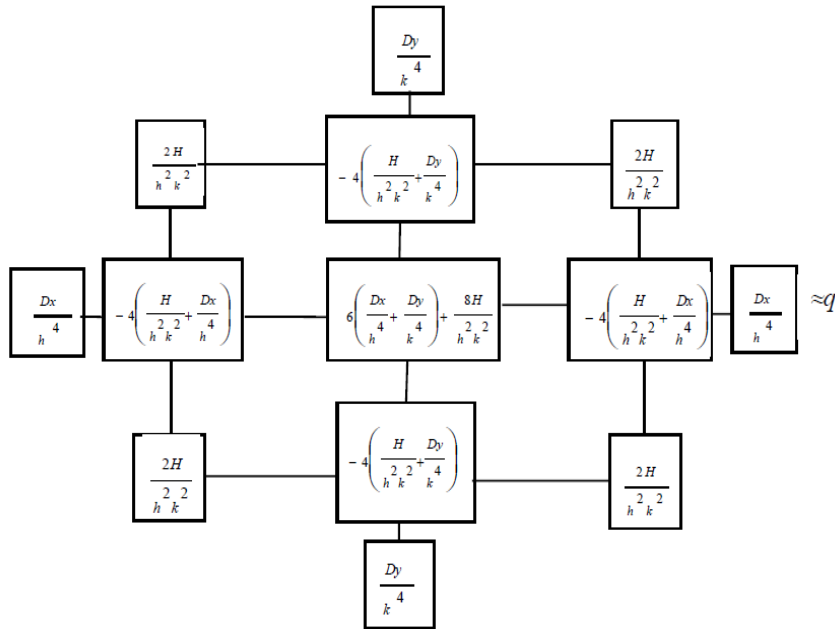 Dy/k^4
2H/h^2k^2
-4(H/h^2k^2+Dy/k^4)
2H/h^2k^2
Dx/h^4
-4(H/h^2k^2+Dx/h^4)
6(Dx/h^4+Dy/k^4)+8H/h^2k^2
-4(H/h^2k^2+Dx/h^4)
Dx/h^4
≈q
2H/h^2k^2
-4(H/h^2k^2+Dy/k^4)
2H/h^2k^2
Dy/k^4